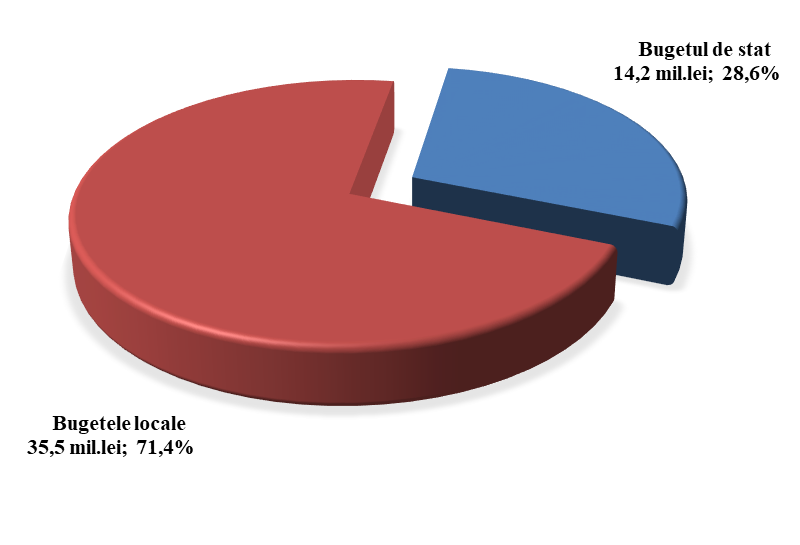 Bugetul de stat
14,2 mil.lei;  28,6%
Bugetele locale
35,5 mil.lei;  71,4%